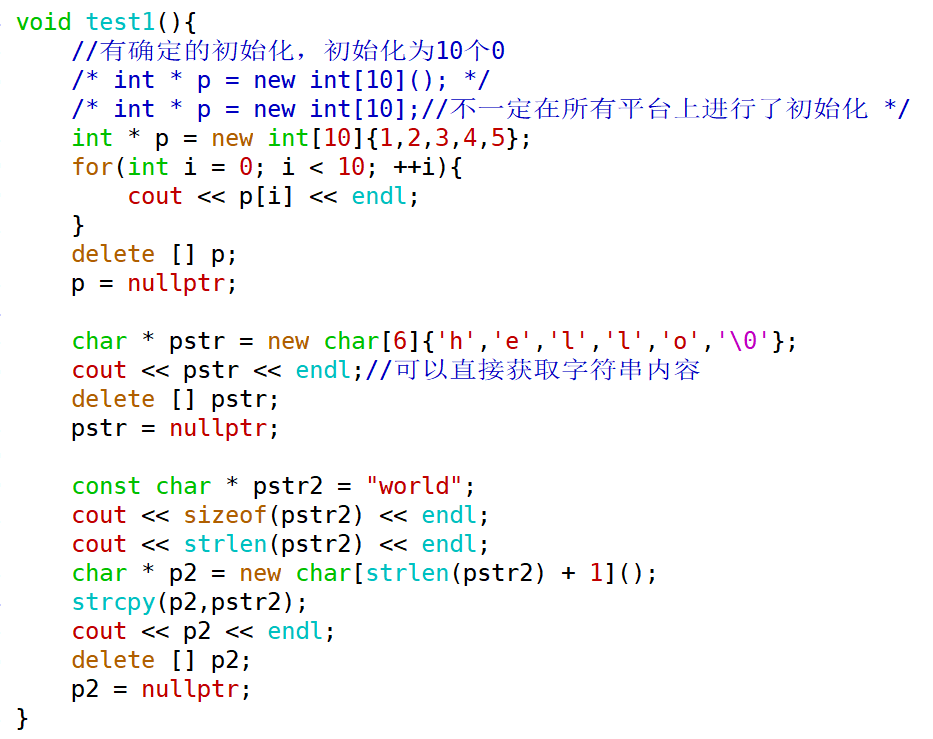 void test1(){
    //有确定的初始化，初始化为10个0
    /* int * p = new int[10](); */
    /* int * p = new int[10];//不一定在所有平台上进行了初始化 */
    int * p = new int[10]{1,2,3,4,5};
    for(int i = 0; i < 10; ++i){
        cout << p[i] << endl;
    }
    delete [] p;
    p = nullptr;

    char * pstr = new char[6]{'h','e','l','l','o','\0'};
    cout << pstr << endl;//可以直接获取字符串内容
    delete [] pstr;
    pstr = nullptr;

    const char * pstr2 = "world";
    cout << sizeof(pstr2) << endl;
    cout << strlen(pstr2) << endl;
    char * p2 = new char[strlen(pstr2) + 1]();
    strcpy(p2,pstr2);
    cout << p2 << endl;
    delete [] p2;
    p2 = nullptr;
}